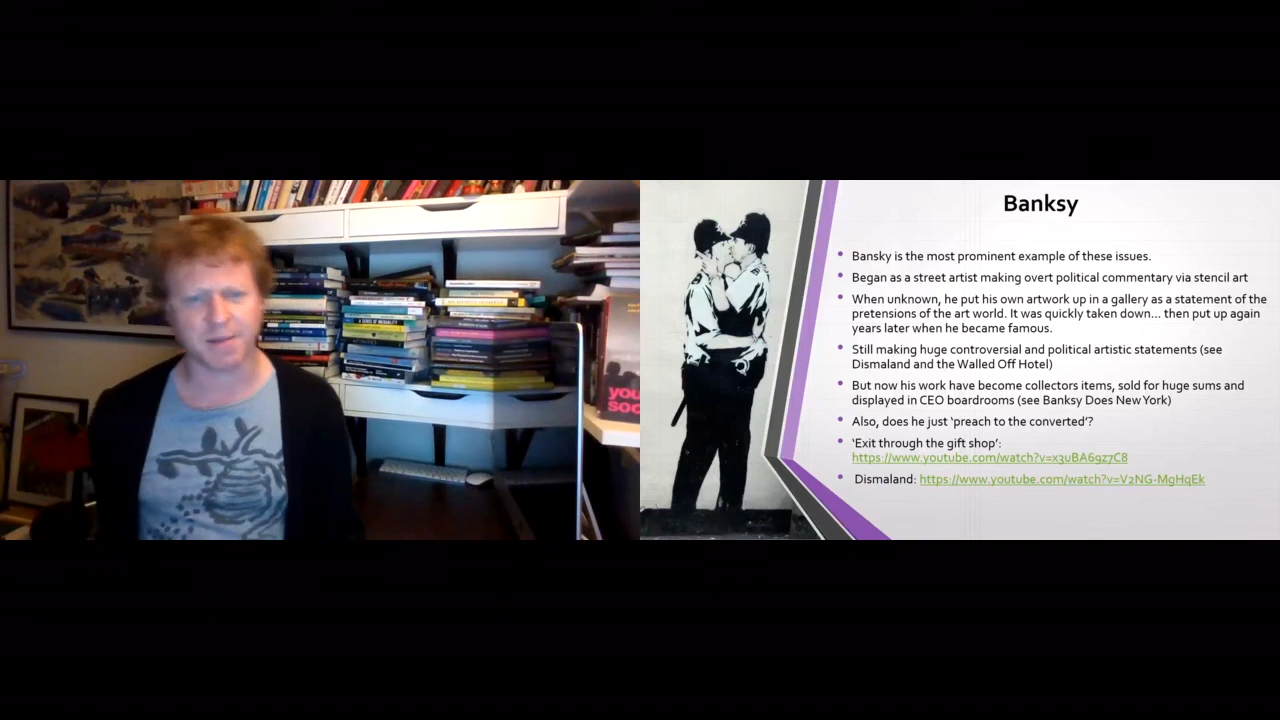 A SENSE OF INEQUALITY
you
soc
Banksy
Bansky is the most prominent example of these issues.
Began as a street artist making overt political commentary via stencil art
When unknown, he put his own artwork up in a gallery as a statement of the
pretensions of the art world. It was quickly taken down… then put up again
years later when he became famous.
Still making huge controversial and political artistic statements (see
Dismaland and the Walled Off Hotel)
But now his work have become collectors items, sold for huge sums and
displayed in CEO boardrooms (see Banksy Does New York)
Also, does he just ‘preach to the converted’?
‘Exit through the gift shop’:
https://www.youtube.com/watch?v=x3uBA6g27C8
Dismaland: https://www.youtube.com/watch?v=V2NG-MgHqEk